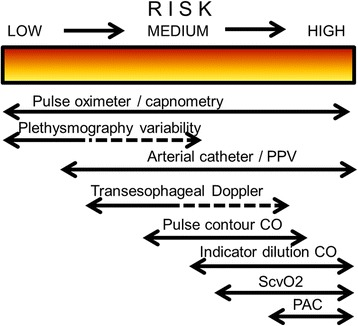 RISK
LOW MEDIUM HIGH
Pulse oximeter / capnometry
Plethysmography variability
Arterial catheter / PPV
Transesophageal Doppler
Pulse contour CO
Indicator dilution CO
ScvO2
PAC